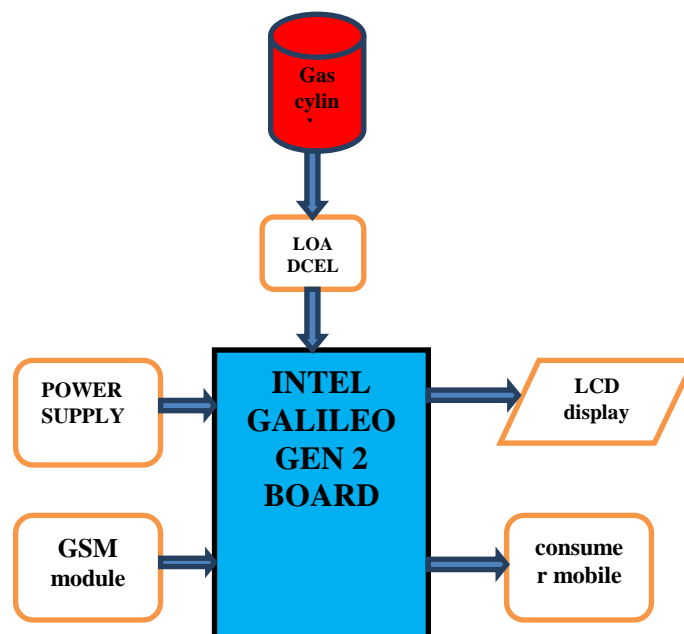 Gas
cylin
LOA
DCEL
INTEL
GALILEO
GEN 2
BOARD
POWER
SUPPLY
LCD
display
GSM
module
consume
r mobile